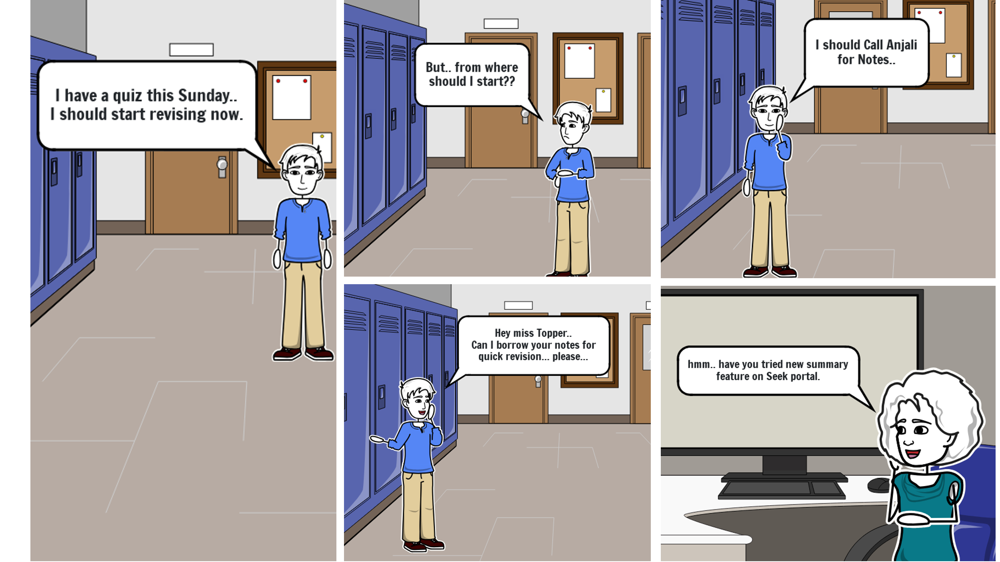 I have a quiz this Sunday..
I should start revising now.
But.. from where
should I start??
I should Call Anjali
for Notes..
Hey miss Topper..
Can I borrow your notes for
quick revision... please...
hmm.. have you tried new summary
feature on Seek portal.